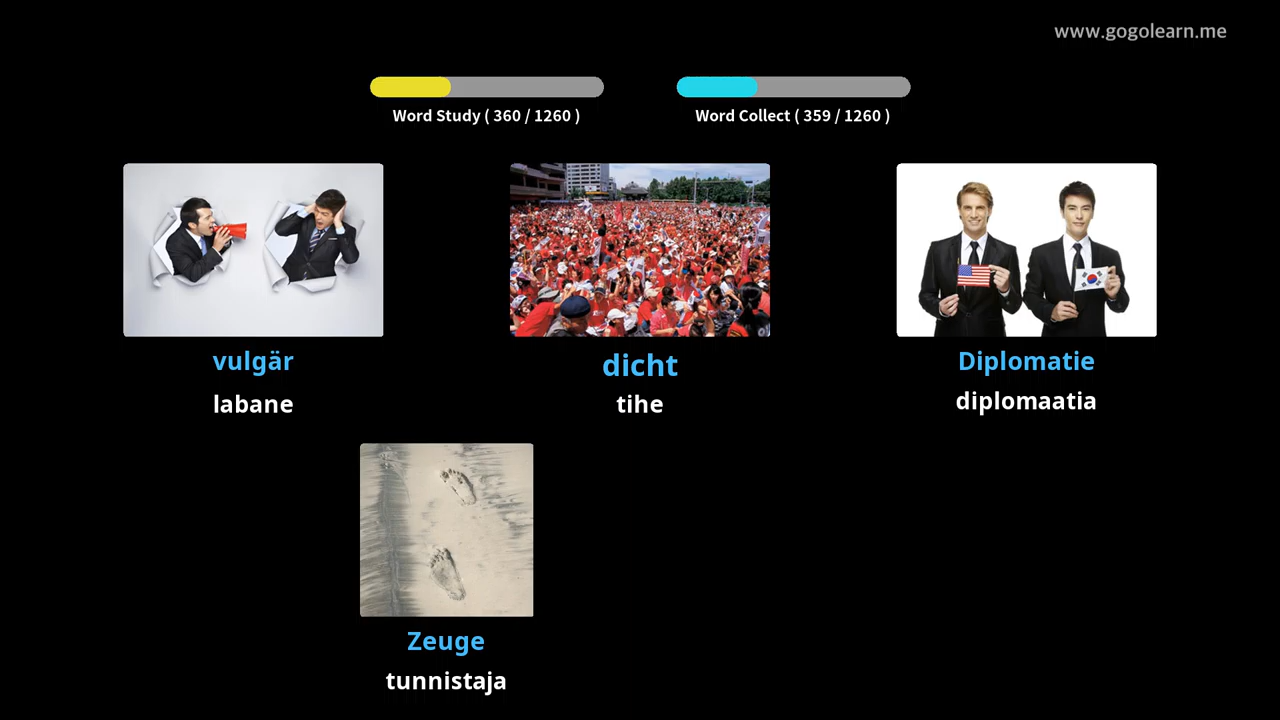 www.gogolearn.me
Word Study ( 360 / 1260 )
Word Collect ( 359 / 1260 )
vulgär
labane
dicht
tihe
Diplomatie
diplomaatia
Zeuge
tunnistaja